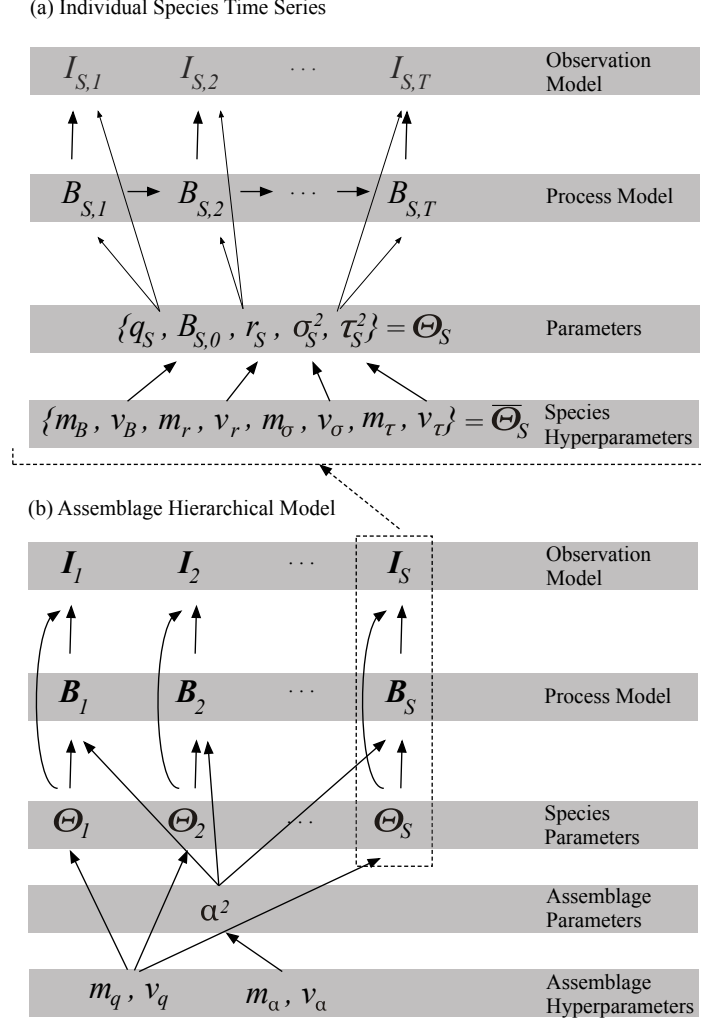 (a) Individual Species Time Series
I_{S,1} I_{S,2} ... I_{S,T} Observation Model
B_{S,1} B_{S,2} ... B_{S,T} Process Model
{q_S , B_{S,0} , r_S , σ_S^2, τ_S^2} = Θ_S Parameters
{m_B , v_B , m_r , v_r , m_σ , v_σ , m_τ , v_τ} = \overline{Θ}_S Species Hyperparameters
(b) Assemblage Hierarchical Model
I_1 I_2 ... I_S Observation Model
B_1 B_2 ... B_S Process Model
Θ_1 Θ_2 ... Θ_S Species Parameters
α^2 Assemblage Parameters
m_q , v_q m_α , v_α Assemblage Hyperparameters